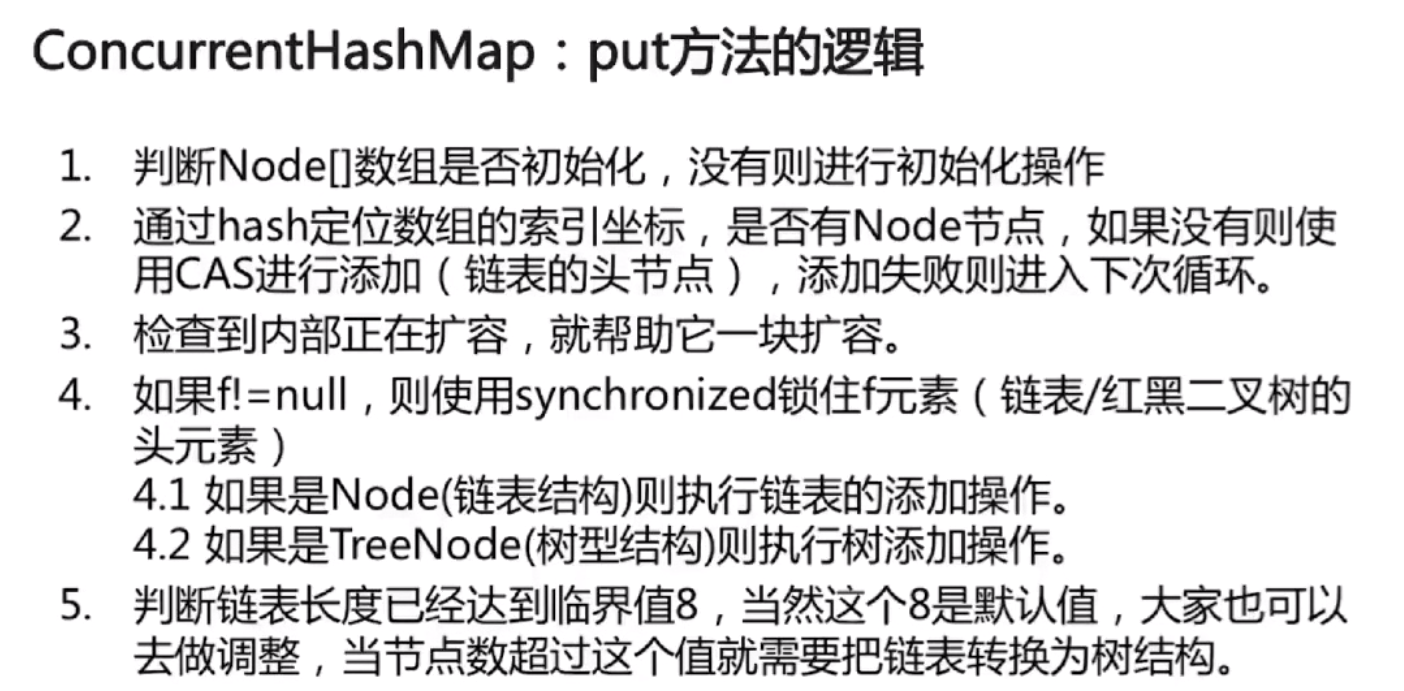 ConcurrentHashMap：put方法的逻辑
1. 判断Node[]数组是否初始化，没有则进行初始化操作
2. 通过hash定位数组的索引坐标，是否有Node节点，如果没有则使
用CAS进行添加（链表的头节点），添加失败则进入下次循环。
3. 检查到内部正在扩容，就帮助它一块扩容。
4. 如果f!=null，则使用synchronized锁住f元素（链表/红黑二叉树的
头元素）
4.1 如果是Node(链表结构)则执行链表的添加操作。
4.2 如果是TreeNode(树型结构)则执行树添加操作。
5. 判断链表长度已经达到临界值8，当然这个8是默认值，大家也可以
去做调整，当节点数超过这个值就需要把链表转换为树结构。